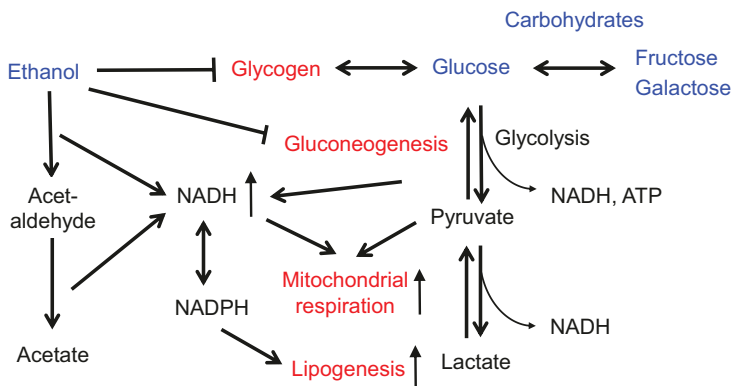 Carbohydrates
Ethanol
Glycogen
Glucose
Fructose
Galactose
Gluconeogenesis
Glycolysis
Acet-
aldehyde
NADH
NADH, ATP
Pyruvate
Mitochondrial
respiration
NADPH
NADH
Acetate
Lipogenesis
Lactate